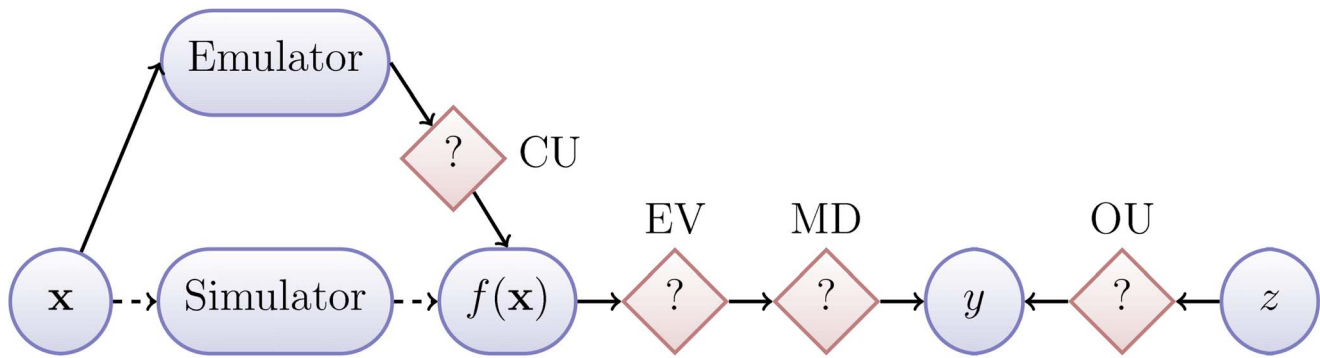 Emulator
? CU
EV MD OU
x Simulator f(x) ? ? y ? z